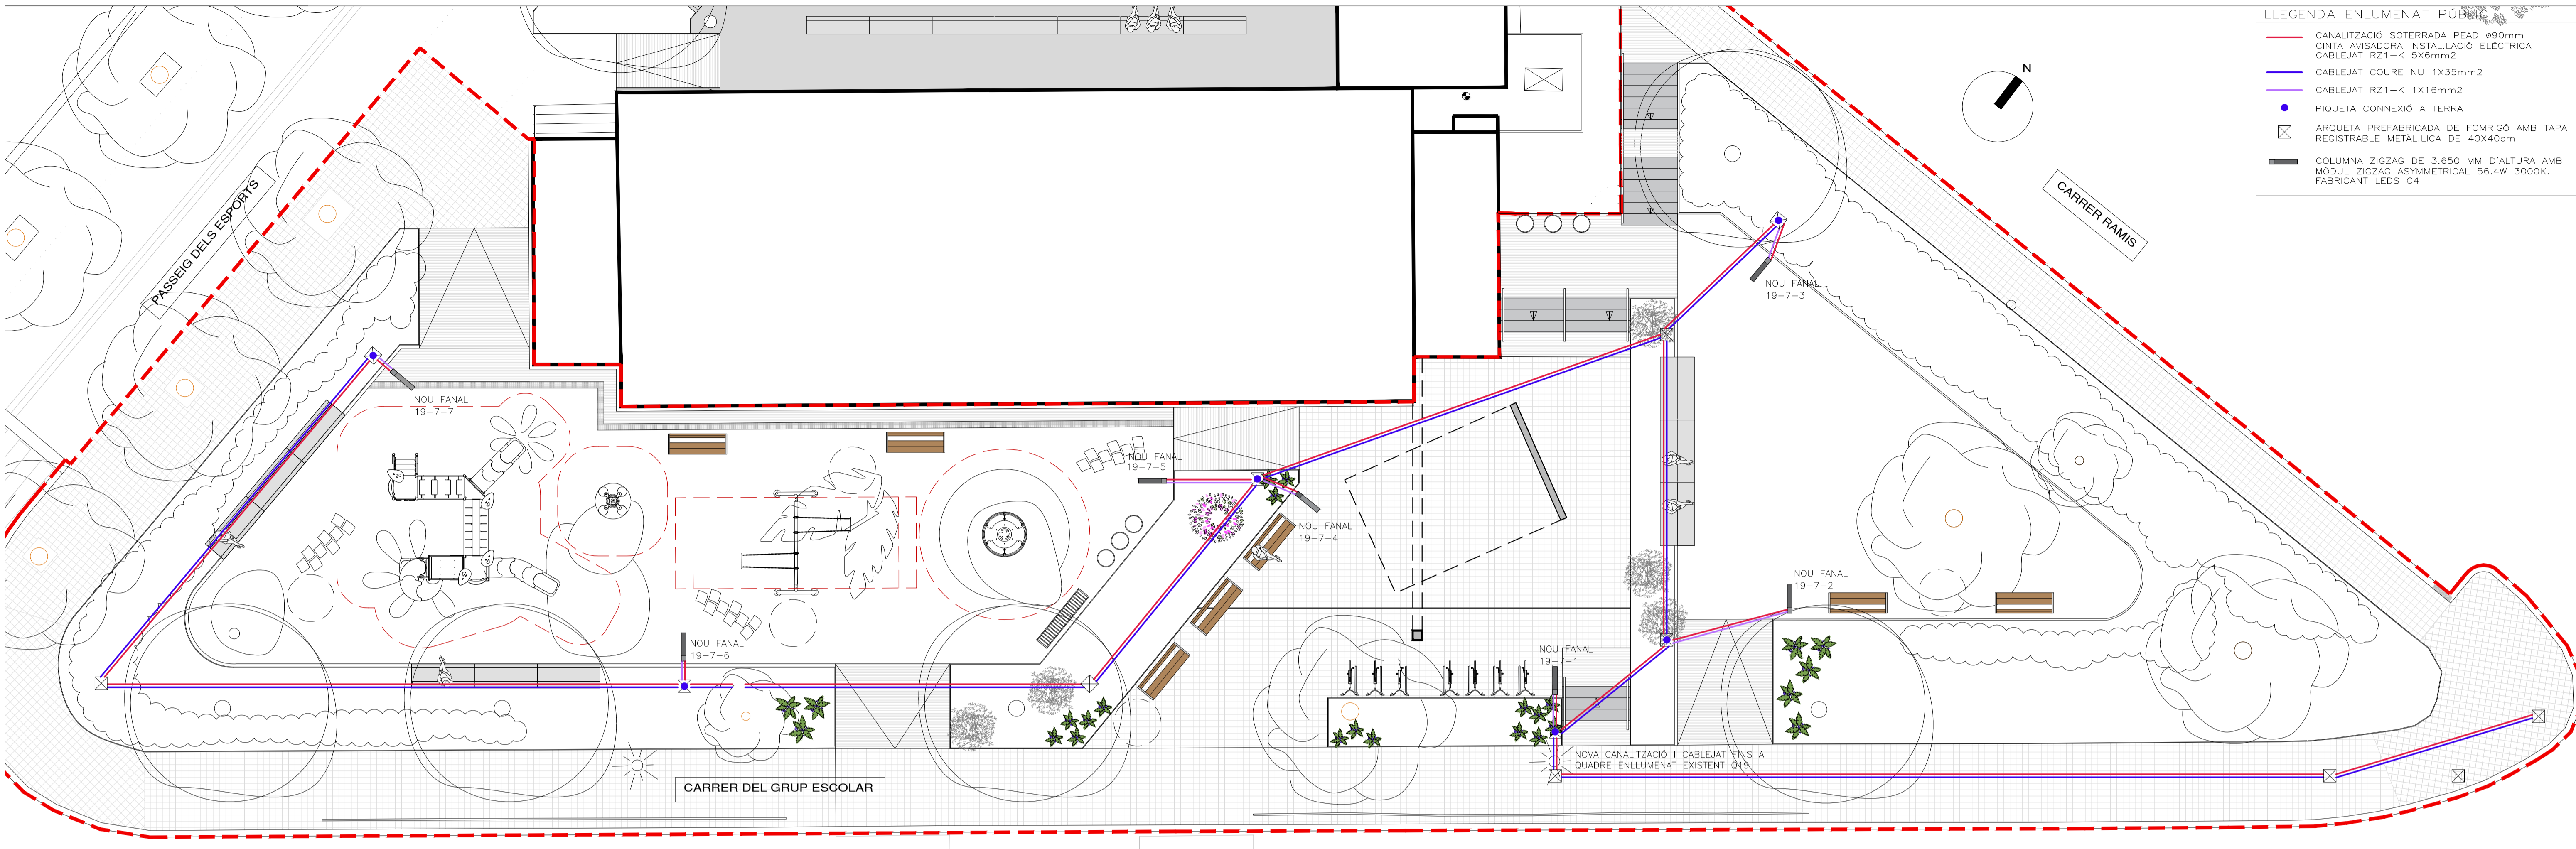 LLEGENDA ENLUMENAT PÚBLIC
CANALITZACIÓ SOTERRADA PEAD ø90mm
CINTA AVISADORA INSTAL.LACIÓ ELÈCTRICA
CABLEJAT RZ1-K 5X6mm2
CABLEJAT COURE NU 1X35mm2
CABLEJAT RZ1-K 1X16mm2
PIQUETA CONNEXIÓ A TERRA
ARQUETA PREFABRICADA DE FOMRIGÓ AMB TAPA
REGISTRABLE METÀL.LICA DE 40X40cm
COLUMNA ZIGZAG DE 3.650 MM D'ALTURA AMB
MÒDUL ZIGZAG ASYMMETRICAL 56.4W 3000K.
FABRICANT LEDS C4
N
PASSEIG DELS ESPORTS
CARRER RAMIS
NOU FANAL
19-7-3
NOU FANAL
19-7-7
NOU FANAL
19-7-5
NOU FANAL
19-7-4
NOU FANAL
19-7-2
NOU FANAL
19-7-6
NOU FANAL
19-7-1
NOVA CANALITZACIÓ I CABLEJAT FINS A
QUADRE ENLLUMENAT EXISTENT Q19
CARRER DEL GRUP ESCOLAR